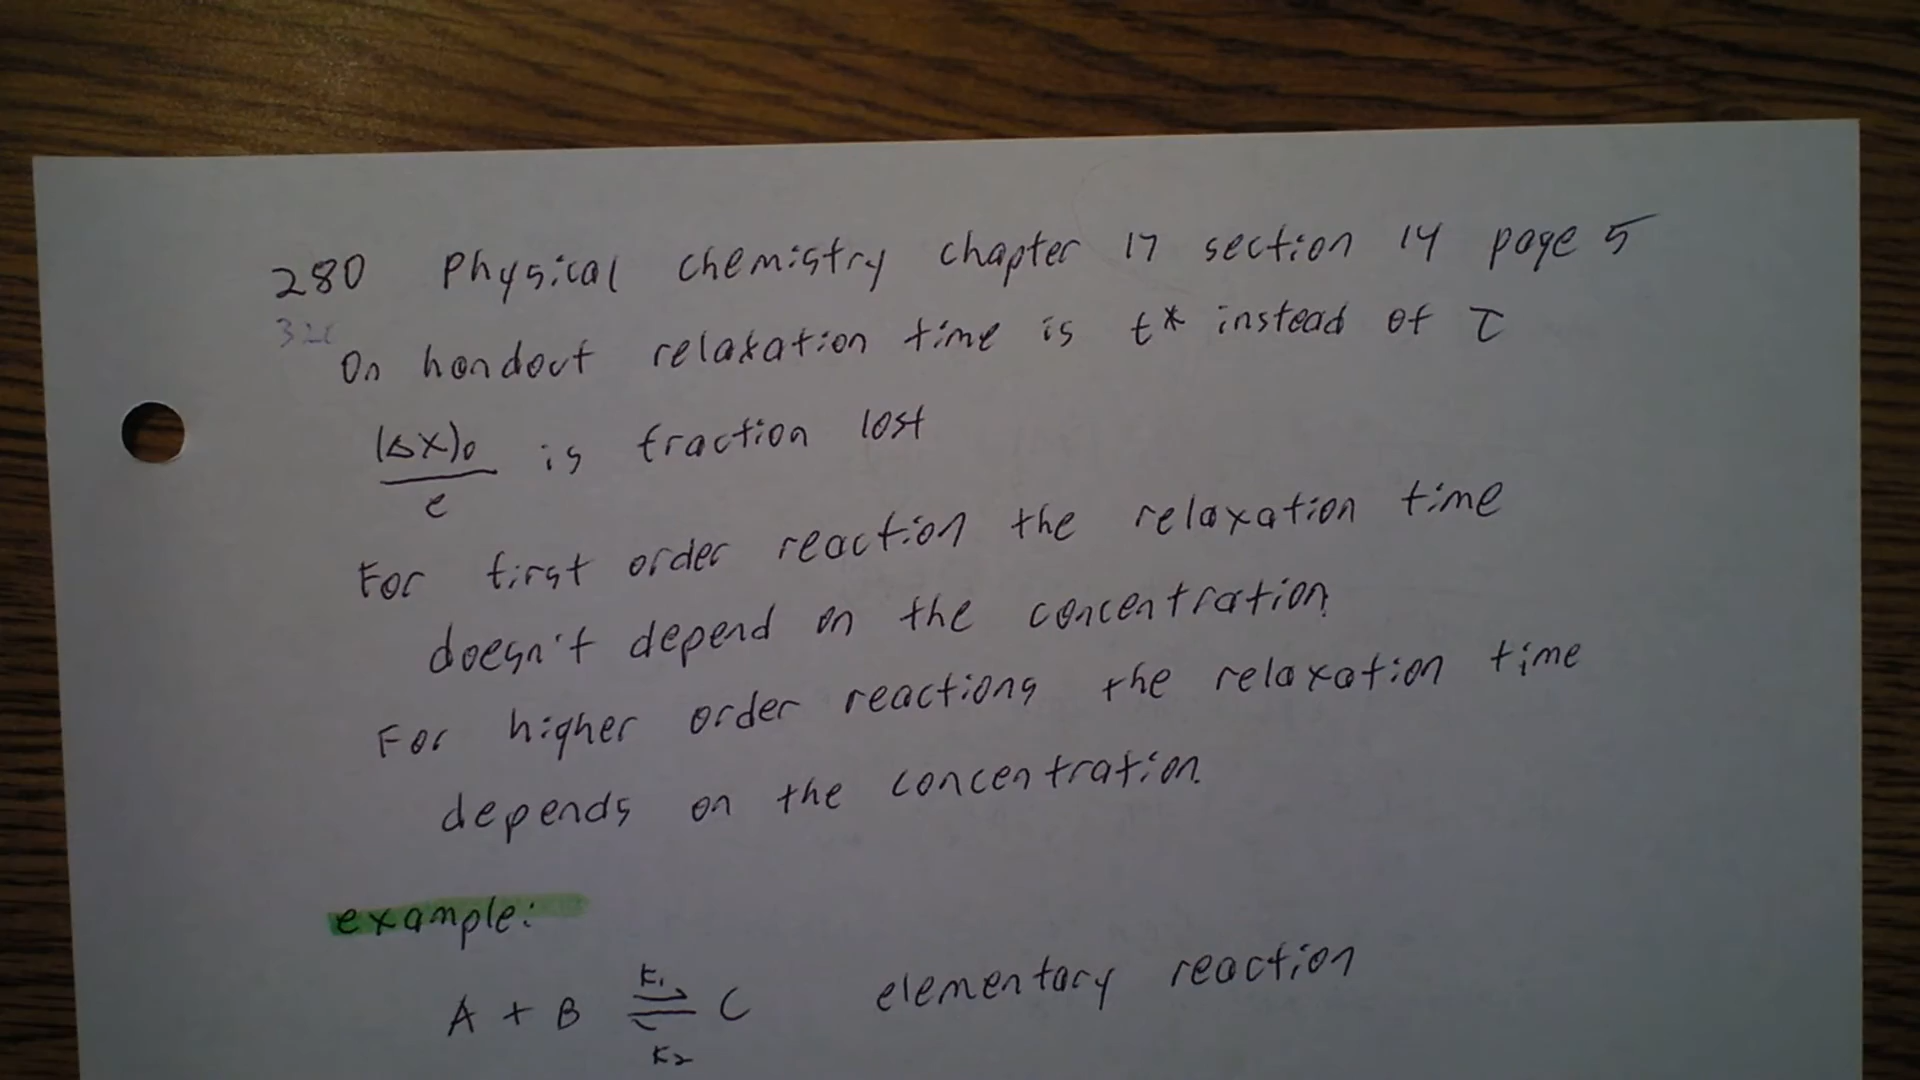 280 Physical chemistry chapter 17 section 14 page 5
On handout relaxation time is t* instead of τ
(Δx)₀
is fraction lost
e
For first order reaction the relaxation time
doesn't depend on the concentration.
For higher order reactions the relaxation time
depends on the concentration.
example:
k₁
A + B ⇌ C elementary reaction
k₂